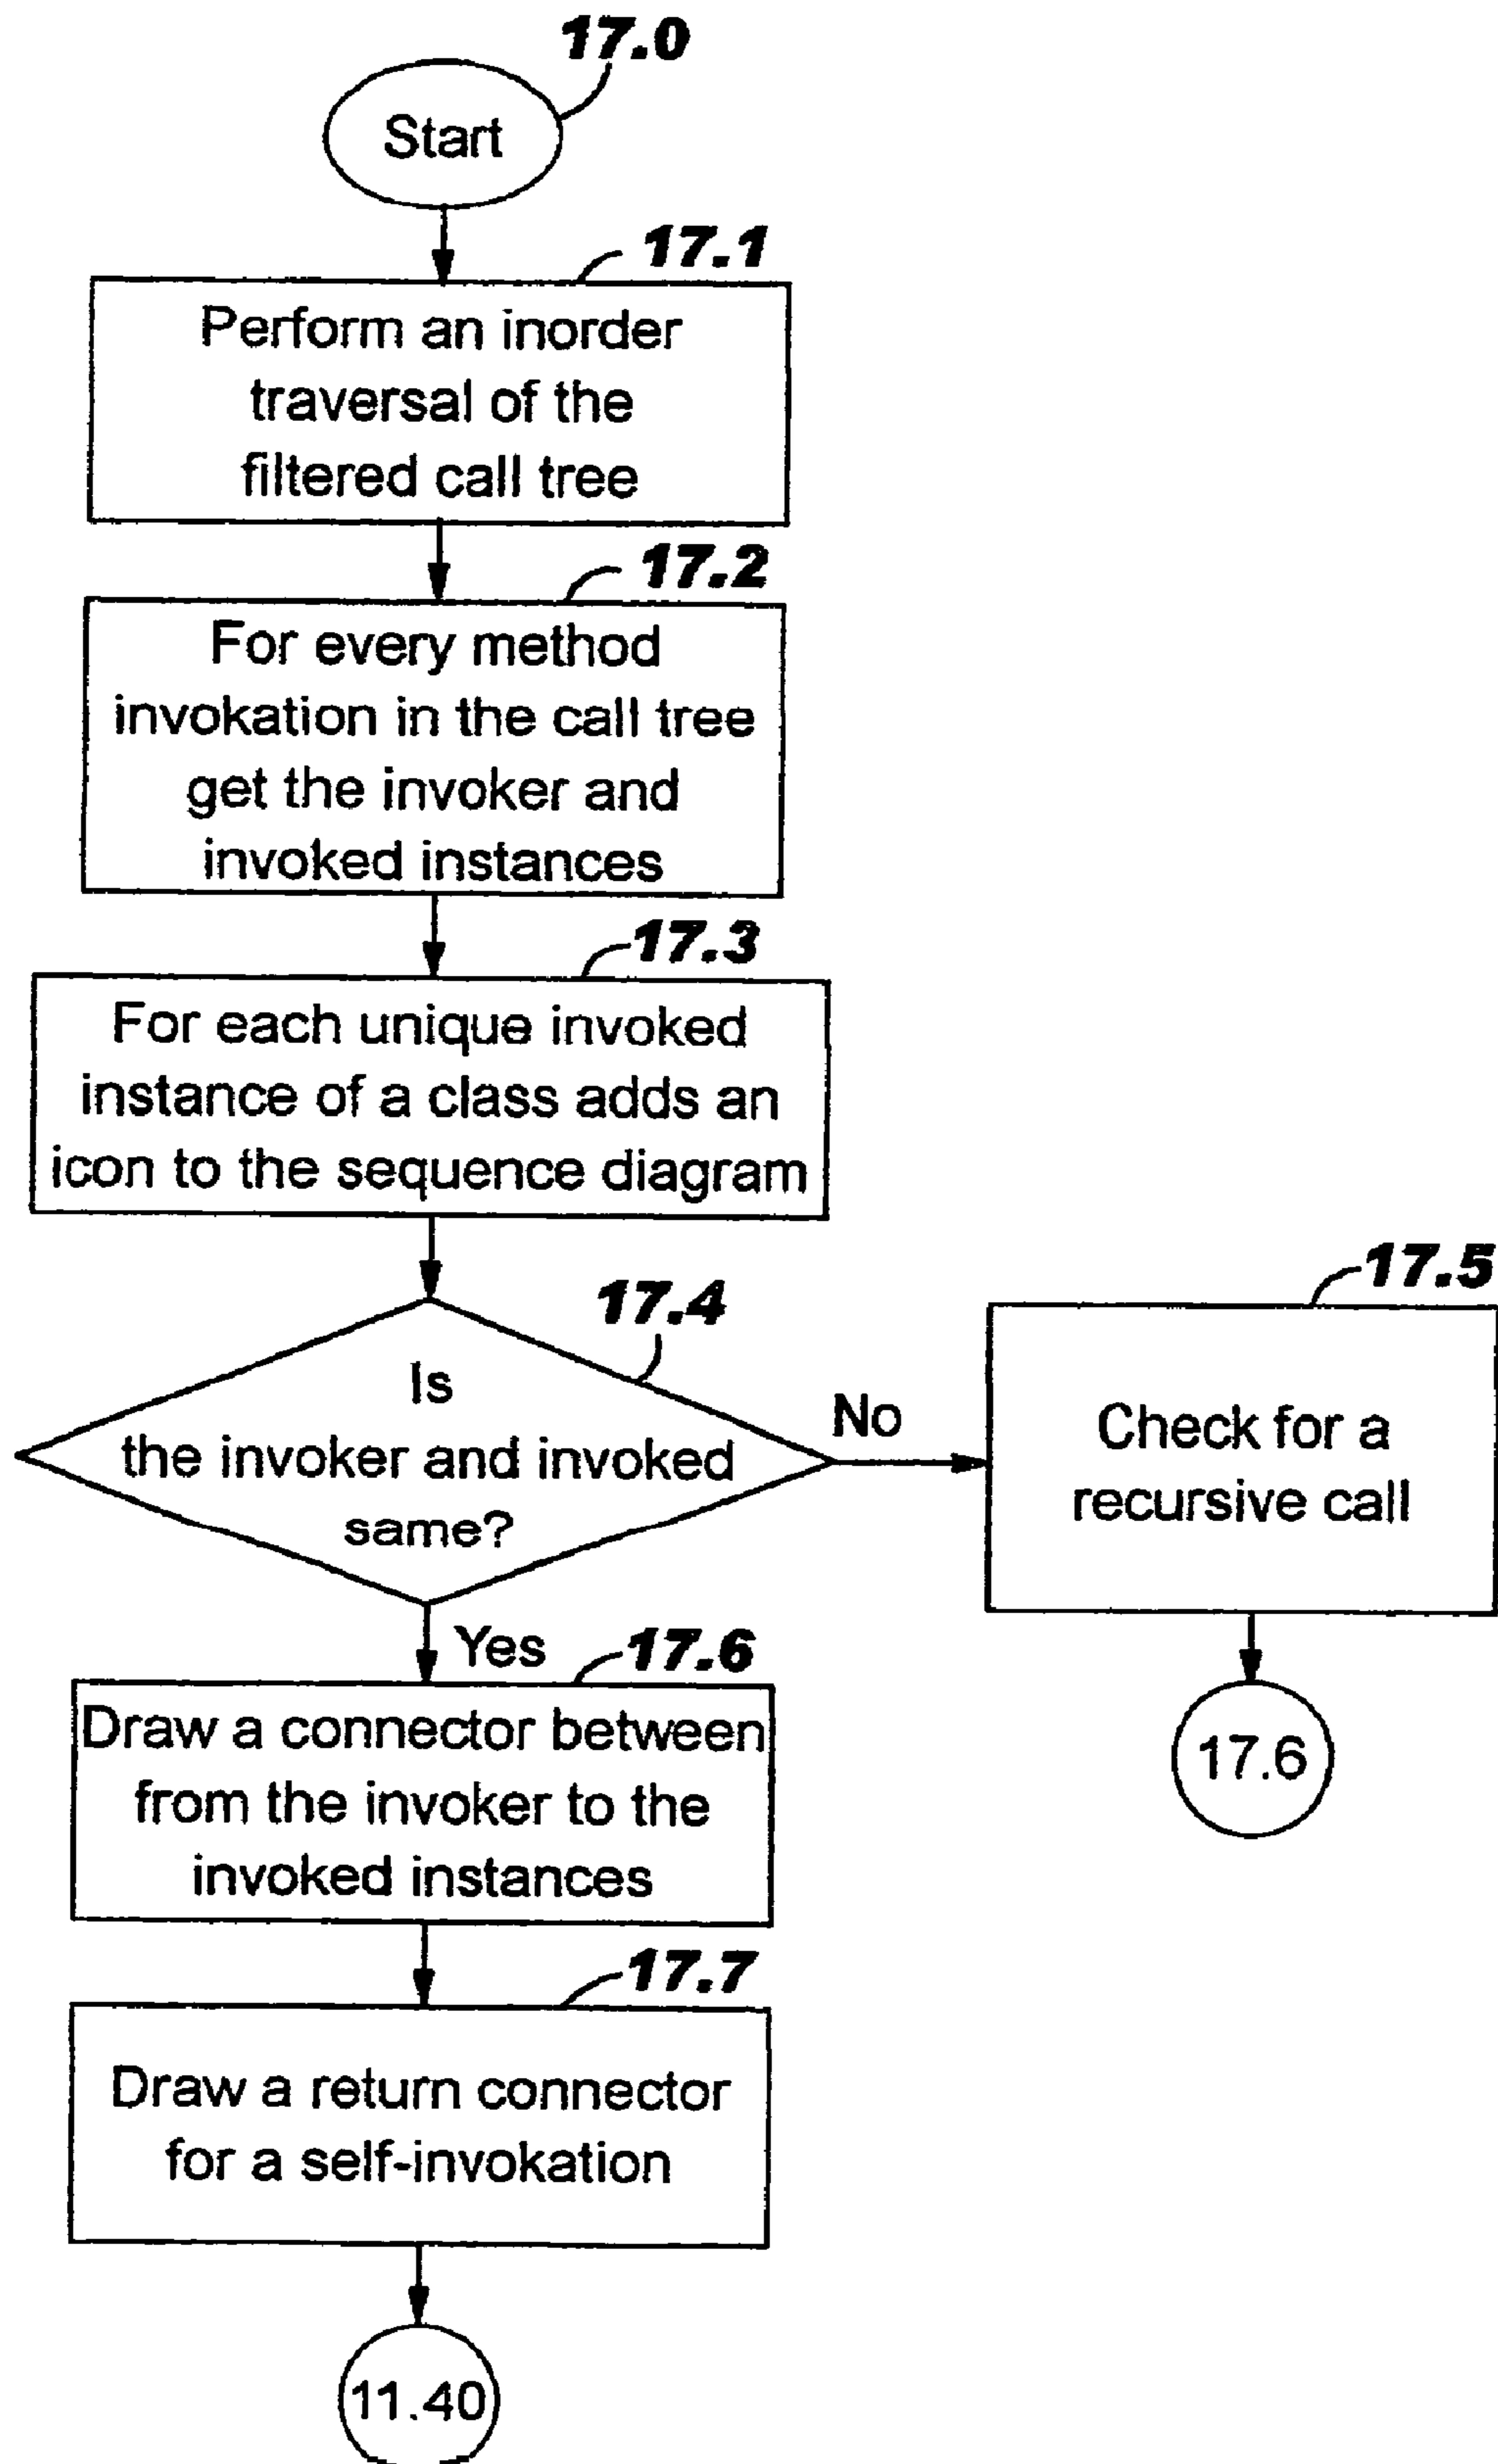 17.0
Start
17.1
Perform an inorder
traversal of the
filtered call tree
17.2
For every method
invokation in the call tree
get the invoker and
invoked instances
17.3
For each unique invoked
instance of a class adds an
icon to the sequence diagram
17.4
Is
the invoker and invoked
same?
No
17.5
Check for a
recursive call
17.6
Yes
17.6
Draw a connector between
from the invoker to the
invoked instances
17.7
Draw a return connector
for a self-invokation
11.40